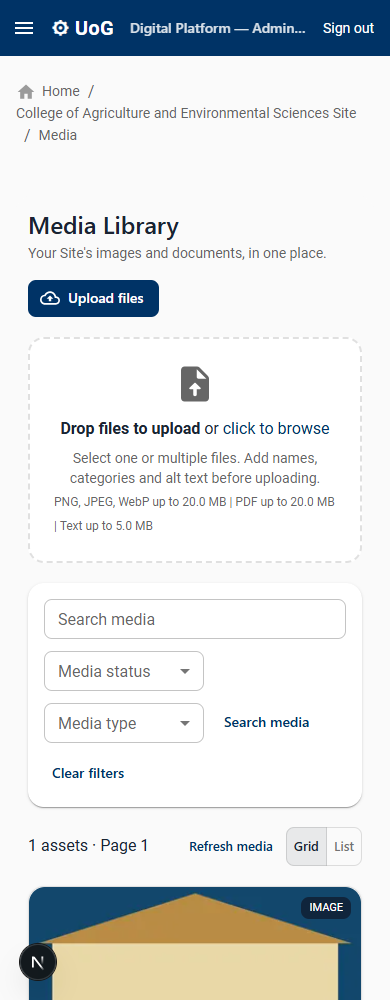 UoG Digital Platform — Admin... Sign out
Home /
College of Agriculture and Environmental Sciences Site
/ Media
Media Library
Your Site's images and documents, in one place.
Upload files
Drop files to upload or click to browse
Select one or multiple files. Add names,
categories and alt text before uploading.
PNG, JPEG, WebP up to 20.0 MB | PDF up to 20.0 MB
| Text up to 5.0 MB
Search media
Media status
Media type Search media
Clear filters
1 assets · Page 1 Refresh media Grid List
IMAGE
N